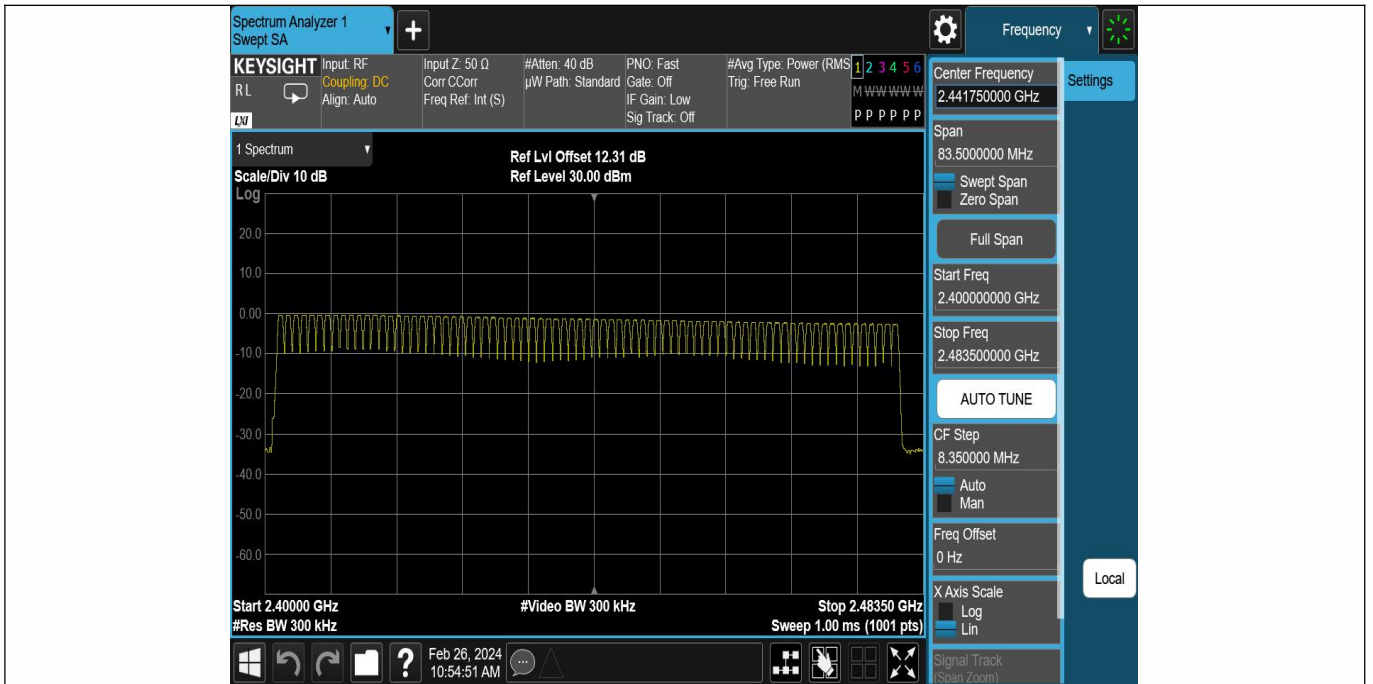 Spectrum Analyzer 1
Swept SA
+
Frequency
KEYSIGHT
RL
LXI
Input: RF
Coupling: DC
Align: Auto
Input Z: 50 Ω
Corr CCorr
Freq Ref: Int (S)
#Atten: 40 dB
µW Path: Standard
PNO: Fast
Gate: Off
IF Gain: Low
Sig Track: Off
#Avg Type: Power (RMS
Trig: Free Run
1 2 3 4 5 6
M W W W W W
P P P P P P
1 Spectrum
Scale/Div 10 dB
Ref Lvl Offset 12.31 dB
Ref Level 30.00 dBm
Log
20.0
10.0
0.00
-10.0
-20.0
-30.0
-40.0
-50.0
-60.0
Start 2.40000 GHz
#Video BW 300 kHz
Stop 2.48350 GHz
#Res BW 300 kHz
Sweep 1.00 ms (1001 pts)
Center Frequency
2.441750000 GHz
Settings
Span
83.5000000 MHz
Swept Span
Zero Span
Full Span
Start Freq
2.400000000 GHz
Stop Freq
2.483500000 GHz
AUTO TUNE
CF Step
8.350000 MHz
Auto
Man
Freq Offset
0 Hz
X Axis Scale
Log
Lin
Local
Signal Track
(Span Zoom)
?
Feb 26, 2024
10:54:51 AM